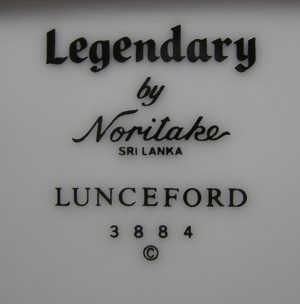 Legendary
by
Noritake
SRI LANKA
LUNCEFORD
3884
©